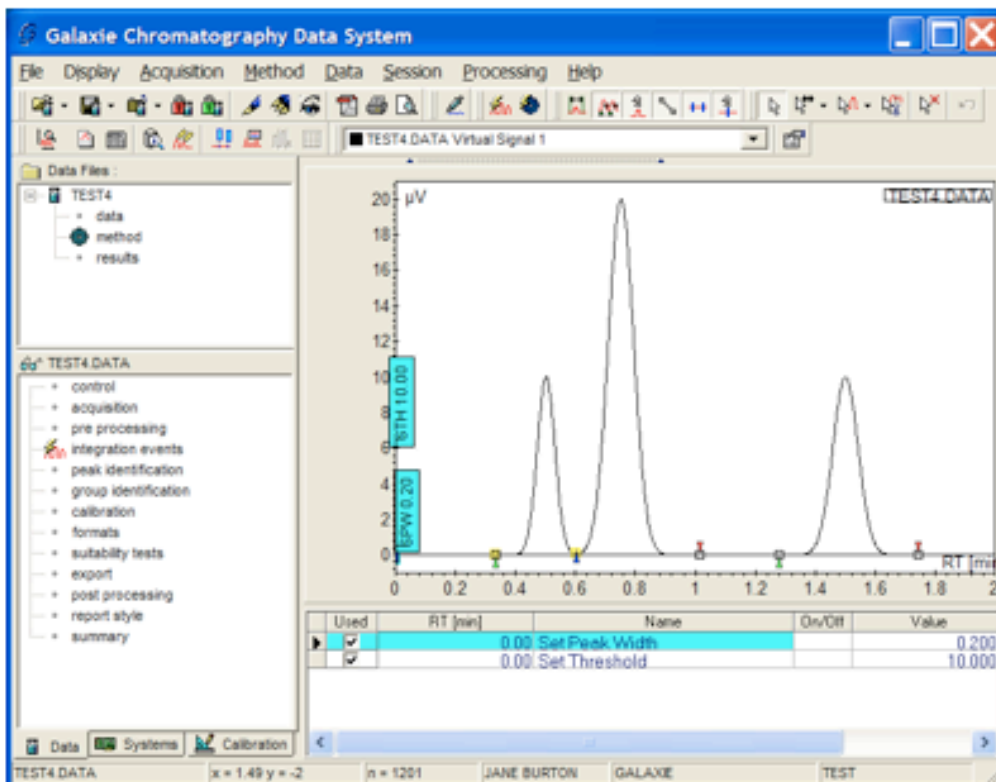 Galaxie Chromatography Data System
File Display Acquisition Method Data Session Processing Help
TEST4.DATA Virtual Signal 1
Data Files :
TEST4
data
method
results
TEST4.DATA
control
acquisition
pre processing
integration events
peak identification
group identification
calibration
formats
suitability tests
export
post processing
report style
summary
Data Systems Calibration
µV
TEST4.DATA
20
18
16
14
12
10
8
6
4
2
0
STH 10.00
SPW 0.20
RT [min
0 0.2 0.4 0.6 0.8 1 1.2 1.4 1.6 1.8 2
Used RT [min] Name On/Off Value
0.00 Set Peak Width 0.200
0.00 Set Threshold 10.000
TEST4.DATA x = 1.49 y = -2 n = 1201 JANE BURTON GALAXIE TEST